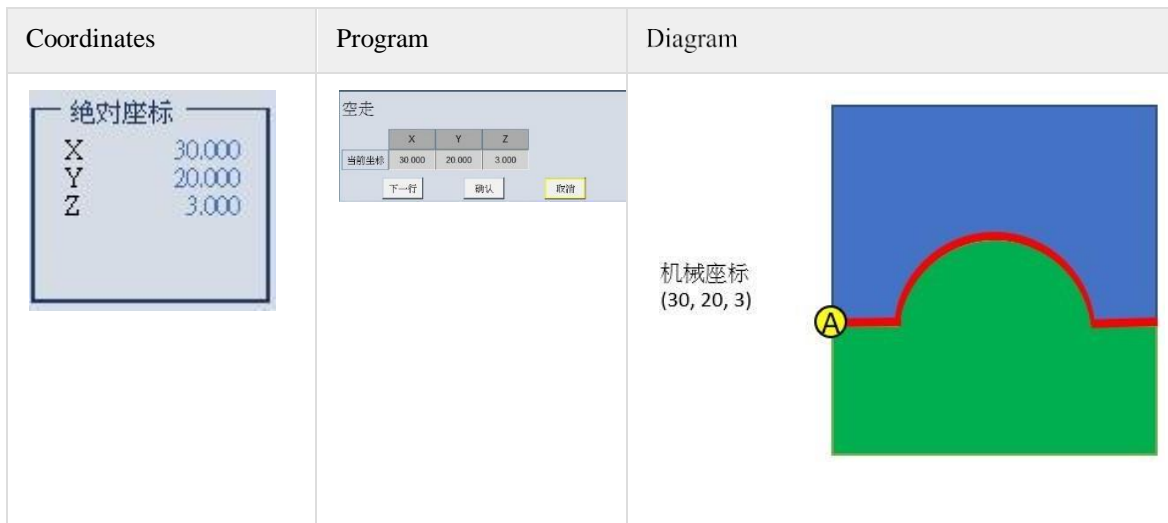 Coordinates
Program
Diagram
绝对座标
X 30.000
Y 20.000
Z 3.000
空走
X Y Z
当前坐标 30.000 20.000 3.000
下一行 确认 取消
机械座标
(30, 20, 3)
A